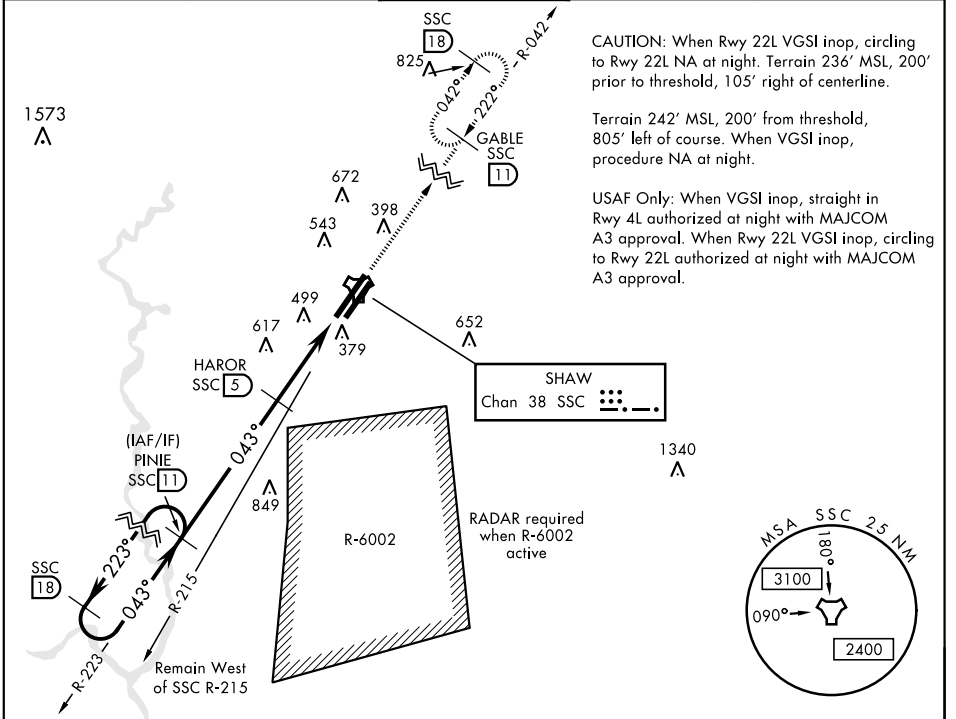 SSC
18
R-042
825
042°
222°
GABLE
SSC
11
CAUTION: When Rwy 22L VGSI inop, circling
to Rwy 22L NA at night. Terrain 236' MSL, 200'
prior to threshold, 105' right of centerline.
Terrain 242' MSL, 200' from threshold,
805' left of course. When VGSI inop,
procedure NA at night.
USAF Only: When VGSI inop, straight in
Rwy 4L authorized at night with MAJCOM
A3 approval. When Rwy 22L VGSI inop, circling
to Rwy 22L authorized at night with MAJCOM
A3 approval.
1573
672
543
398
499
617
379
652
HAROR
SSC 5
SHAW
Chan 38 SSC
043°
(IAF/IF)
PINIE
SSC 11
849
1340
R-6002
RADAR required
when R-6002
active
223°
SSC
18
043°
R-215
R-223
Remain West
of SSC R-215
MSA SSC 25 NM
180°
3100
090°
2400